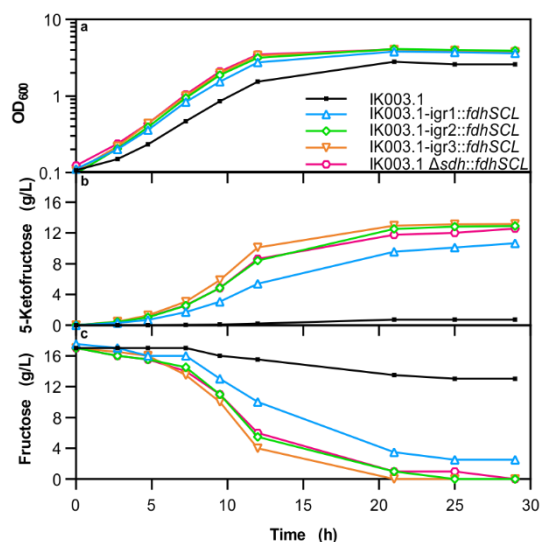 a
10
1
0.1
OD600
IK003.1
IK003.1-igr1::fdhSCL
IK003.1-igr2::fdhSCL
IK003.1-igr3::fdhSCL
IK003.1 Δsdh::fdhSCL
b
16
12
8
4
0
5-Ketofructose (g/L)
c
16
12
8
4
0
Fructose (g/L)
0 5 10 15 20 25 30
Time (h)